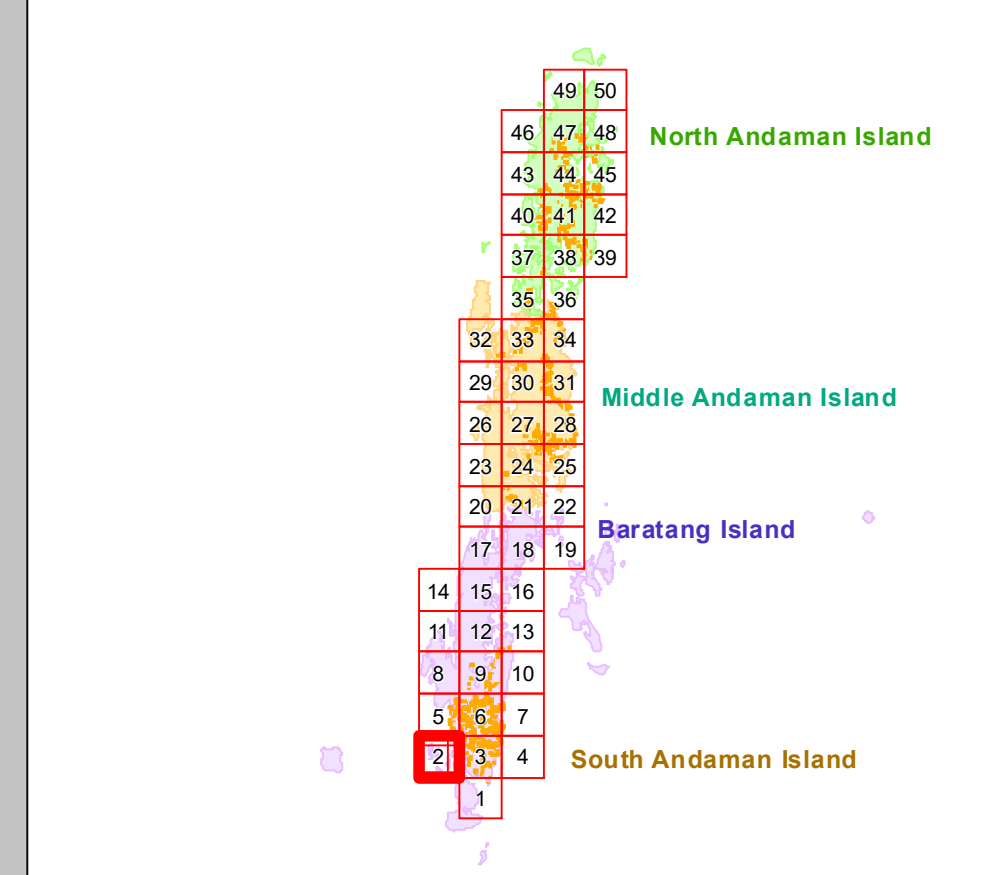 49 50
46 47 48 North Andaman Island
43 44 45
40 41 42
37 38 39
35 36
32 33 34
29 30 31 Middle Andaman Island
26 27 28
23 24 25
20 21 22
Baratang Island
17 18 19
14 15 16
11 12 13
8 9 10
5 6 7
2 3 4 South Andaman Island
1